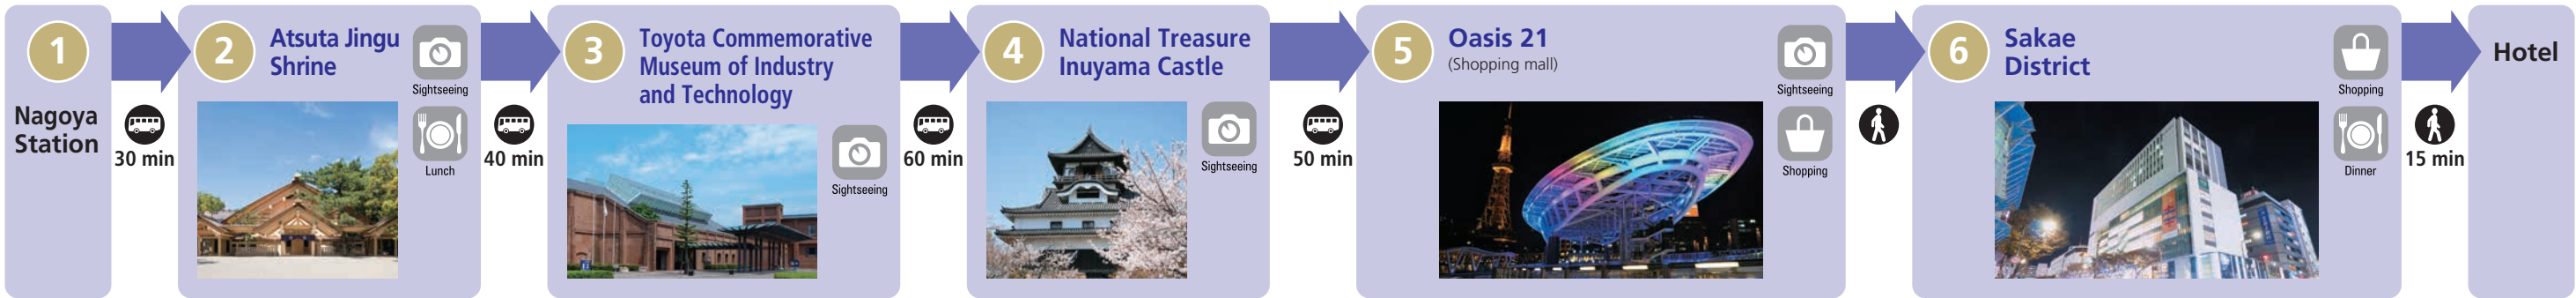 1
Nagoya
Station
30 min
2
Atsuta Jingu
Shrine
Sightseeing
Lunch
40 min
3
Toyota Commemorative
Museum of Industry
and Technology
Sightseeing
60 min
4
National Treasure
Inuyama Castle
Sightseeing
50 min
5
Oasis 21
(Shopping mall)
Sightseeing
Shopping
6
Sakae
District
Shopping
Dinner
15 min
Hotel